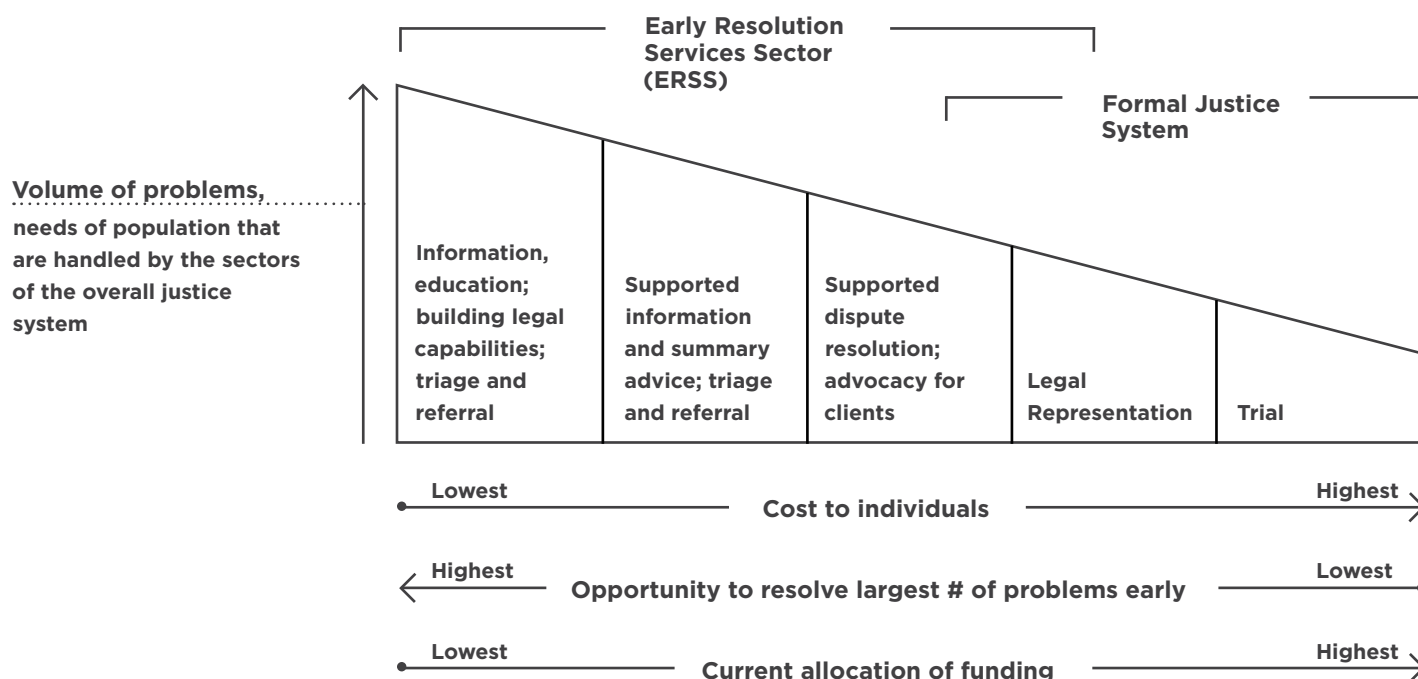 Early Resolution
Services Sector
(ERSS)
Formal Justice
System
Volume of problems,
needs of population that
are handled by the sectors
of the overall justice
system
Information,
education;
building legal
capabilities;
triage and
referral
Supported
information
and summary
advice; triage
and referral
Supported
dispute
resolution;
advocacy for
clients
Legal
Representation
Trial
Lowest
Highest
Cost to individuals
Highest
Lowest
Opportunity to resolve largest # of problems early
Lowest
Highest
Current allocation of funding